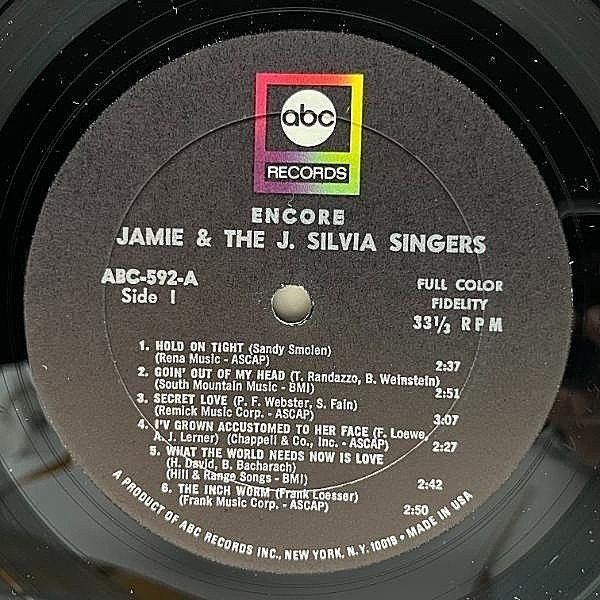 abc
RECORDS
ENCORE
JAMIE & THE J. SILVIA SINGERS
ABC-592-A
Side 1
FULL COLOR
FIDELITY
33⅓ RPM
1. HOLD ON TIGHT (Sandy Smolen)
(Rena Music - ASCAP) 2:37
2. GOIN' OUT OF MY HEAD (T. Randazzo, B. Weinstein)
(South Mountain Music - BMI) 2:51
3. SECRET LOVE (P. F. Webster, S. Fain)
(Remick Music Corp. - ASCAP) 3:07
4. I'V GROWN ACCUSTOMED TO HER FACE (F. Loewe,
A. J. Lerner) (Chappell & Co., Inc. - ASCAP) 2:27
5. WHAT THE WORLD NEEDS NOW IS LOVE
(H. David, B. Bacharach)
(Hill & Range Songs - BMI) 2:42
6. THE INCH WORM (Frank Loesser)
(Frank Music Corp. - ASCAP) 2:50
A PRODUCT OF ABC RECORDS INC., NEW YORK, N.Y. 10019 • MADE IN USA